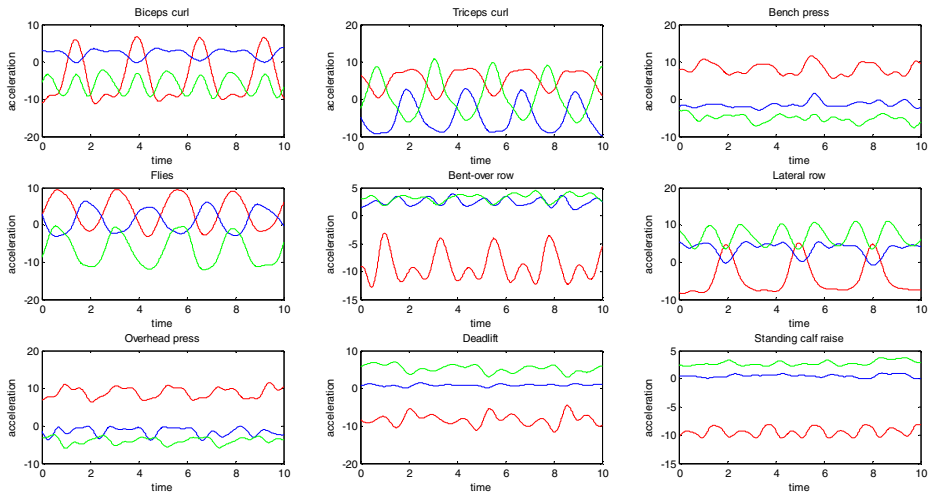 Biceps curl
20
10
0
-10
-20
acceleration
0 2 4 6 8 10
time
Triceps curl
20
10
0
-10
acceleration
0 2 4 6 8 10
time
Bench press
20
10
0
-10
acceleration
0 2 4 6 8 10
time
Flies
10
0
-10
-20
acceleration
0 2 4 6 8 10
time
Bent-over row
5
0
-5
-10
-15
acceleration
0 2 4 6 8 10
time
Lateral row
20
10
0
-10
acceleration
0 2 4 6 8 10
time
Overhead press
20
10
0
-10
acceleration
0 2 4 6 8 10
time
Deadlift
10
0
-10
-20
acceleration
0 2 4 6 8 10
time
Standing calf raise
5
0
-5
-10
-15
acceleration
0 2 4 6 8 10
time